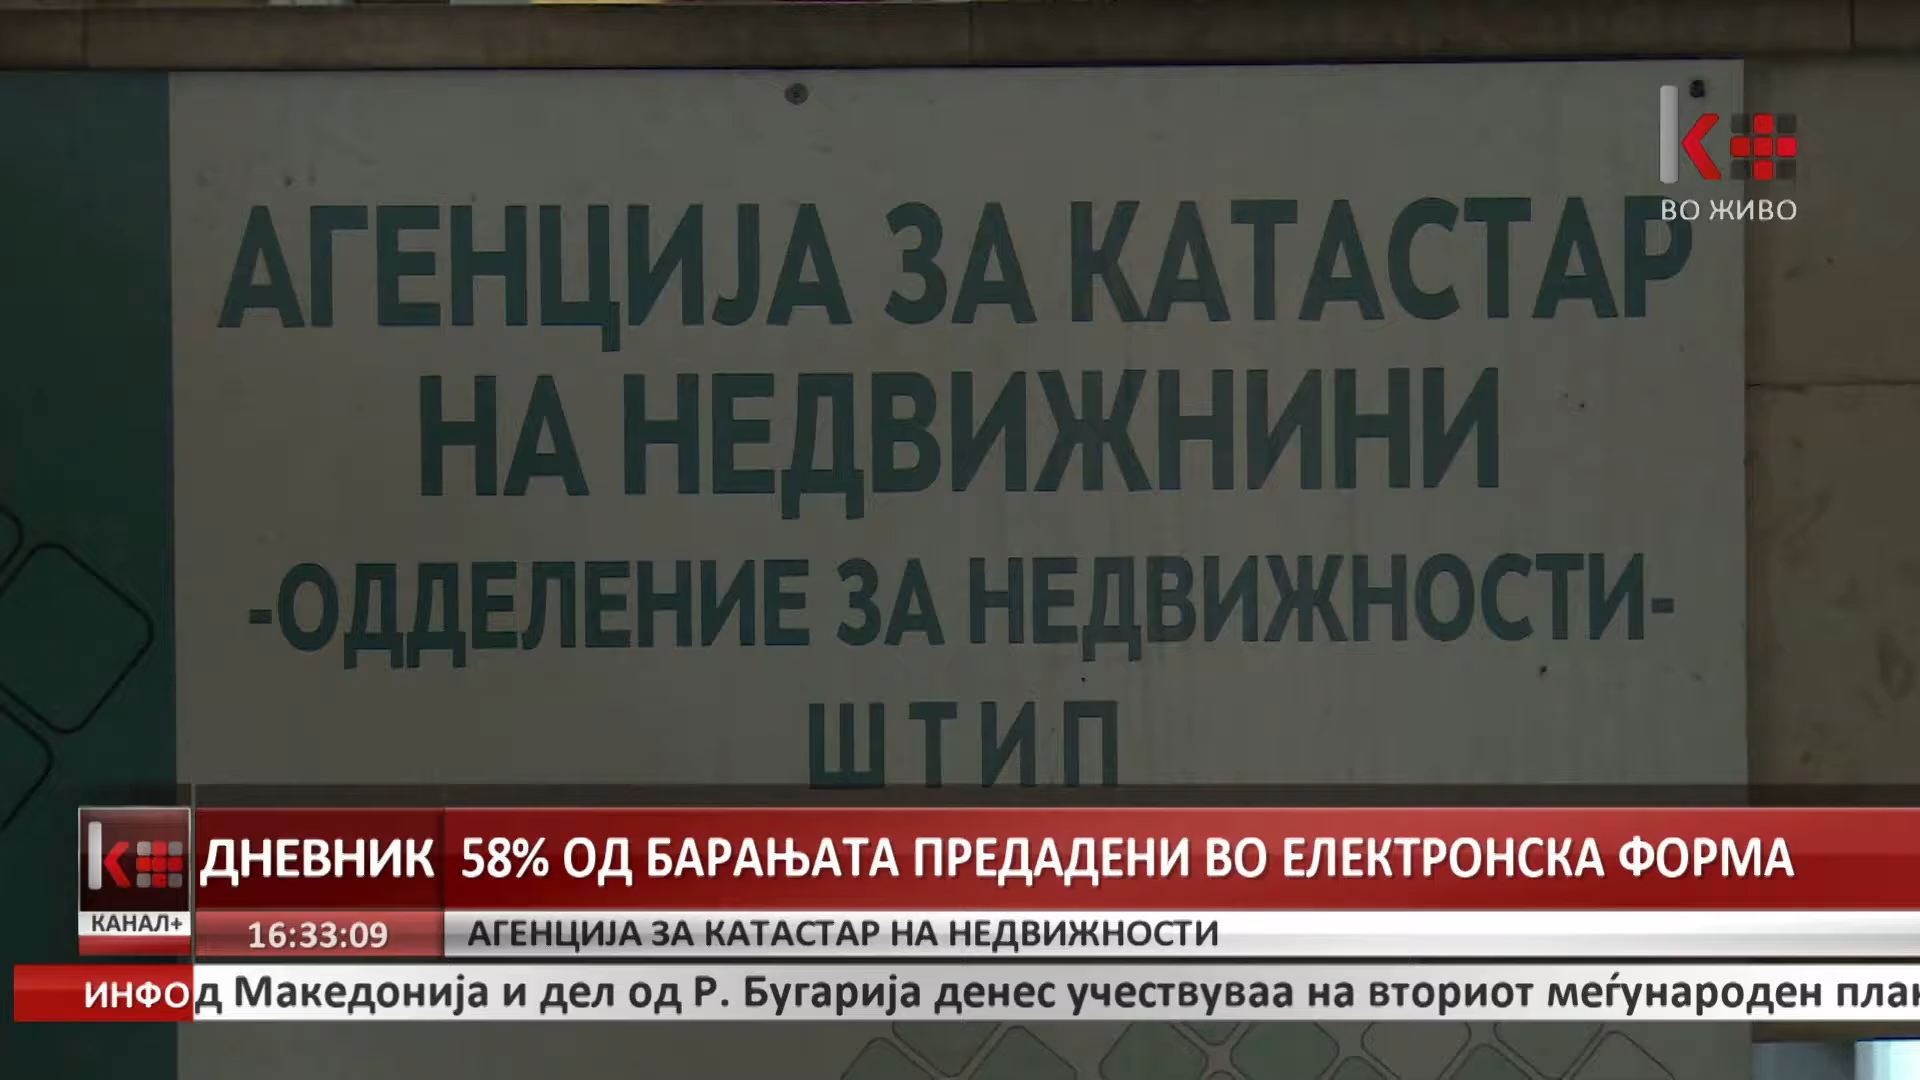 АГЕНЦИЈА ЗА КАТАСТАР
НА НЕДВИЖНИНИ
-ОДДЕЛЕНИЕ ЗА НЕДВИЖНОСТИ-
ШТИП
K+
ВО ЖИВО
K+
КАНАЛ+
ДНЕВНИК
58% ОД БАРАЊАТА ПРЕДАДЕНИ ВО ЕЛЕКТРОНСКА ФОРМА
16:33:09
АГЕНЦИЈА ЗА КАТАСТАР НА НЕДВИЖНОСТИ
ИНФО
д Македонија и дел од Р. Бугарија денес учествуваа на вториот меѓународен план